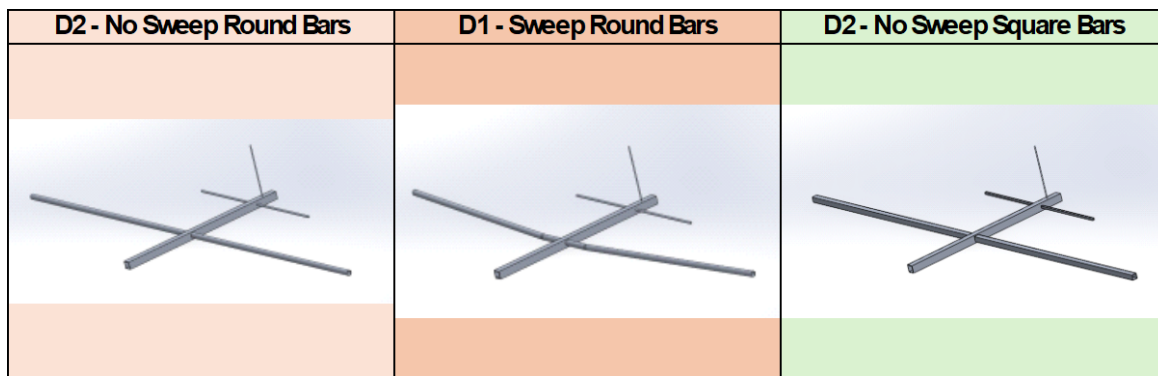 D2 - No Sweep Round Bars
D1 - Sweep Round Bars
D2 - No Sweep Square Bars